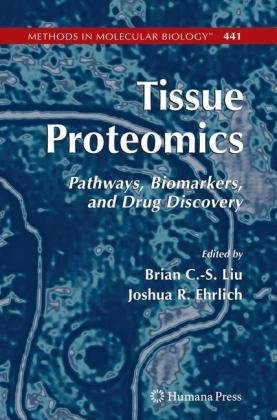 METHODS IN MOLECULAR BIOLOGY™ 441
Tissue
Proteomics
Pathways, Biomarkers,
and Drug Discovery
Edited by
Brian C.-S. Liu
Joshua R. Ehrlich
Humana Press